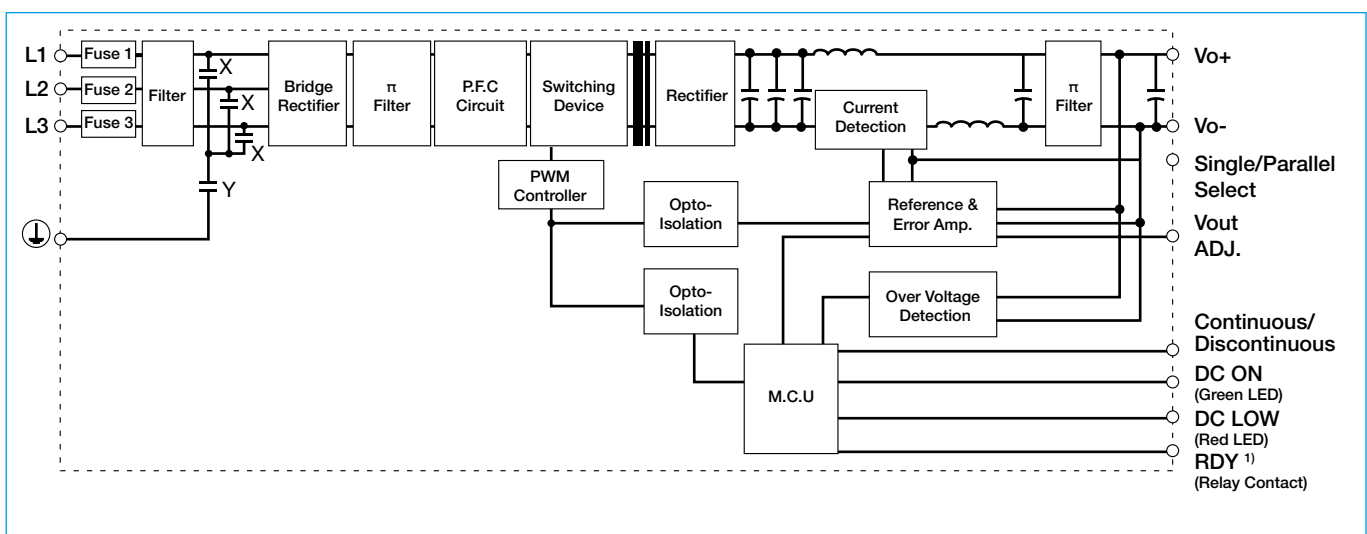 L1
Fuse 1
L2
Fuse 2
L3
Fuse 3
Filter
X
X
X
Y
Bridge
Rectifier
π
Filter
P.F.C
Circuit
Switching
Device
PWM
Controller
Rectifier
Current
Detection
π
Filter
Opto-
Isolation
Reference &
Error Amp.
Opto-
Isolation
Over Voltage
Detection
M.C.U
Vo+
Vo-
Single/Parallel
Select
Vout
ADJ.
Continuous/
Discontinuous
DC ON
(Green LED)
DC LOW
(Red LED)
RDY 1)
(Relay Contact)